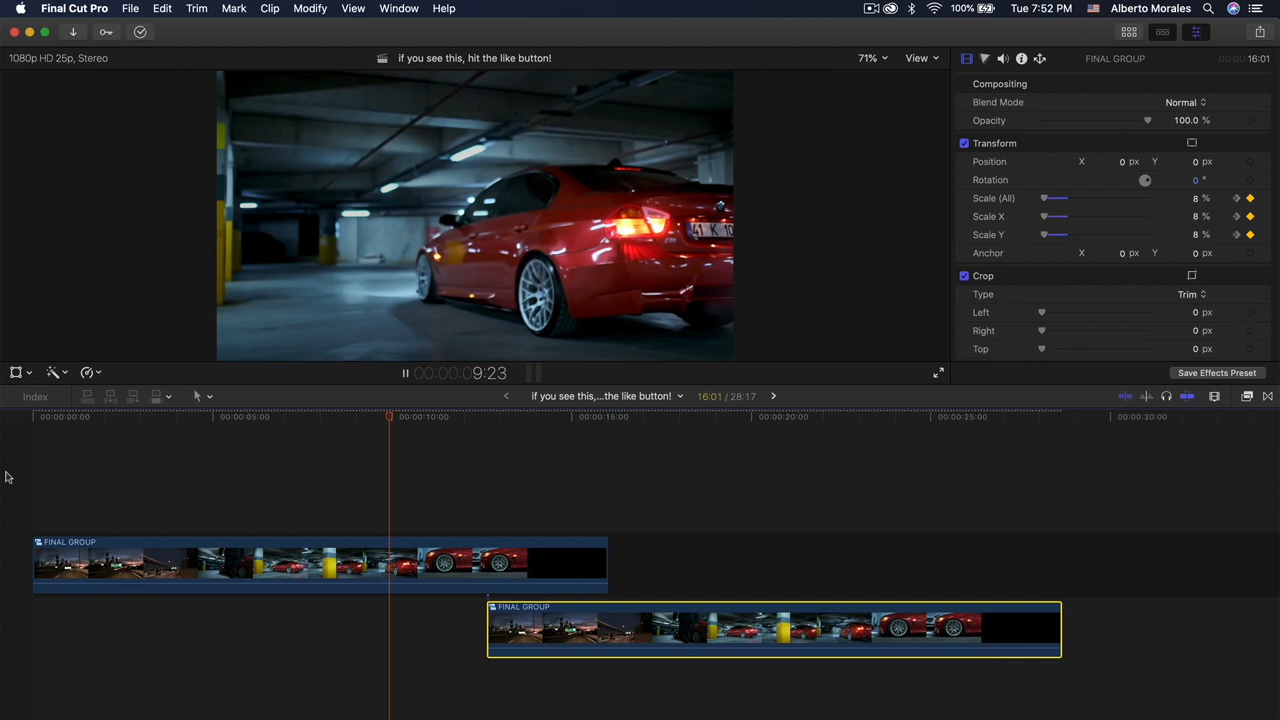 Final Cut Pro File Edit Trim Mark Clip Modify View Window Help 100% Tue 7:52 PM Alberto Morales
1080p HD 25p, Stereo if you see this, hit the like button! 71% View FINAL GROUP 00:00:00:16:01
Compositing
Blend Mode Normal
Opacity 100.0 %
Transform
Position X 0 px Y 0 px
Rotation 0 °
Scale (All) 8 %
Scale X 8 %
Scale Y 8 %
Anchor X 0 px Y 0 px
Crop
Type Trim
Left 0 px
Right 0 px
Top 0 px
00:00:00:09:23 Save Effects Preset
Index if you see this,...the like button! 16:01 / 28:17
00:00:00:00 00:00:05:00 00:00:10:00 00:00:15:00 00:00:20:00 00:00:25:00 00:00:30:00
FINAL GROUP
FINAL GROUP